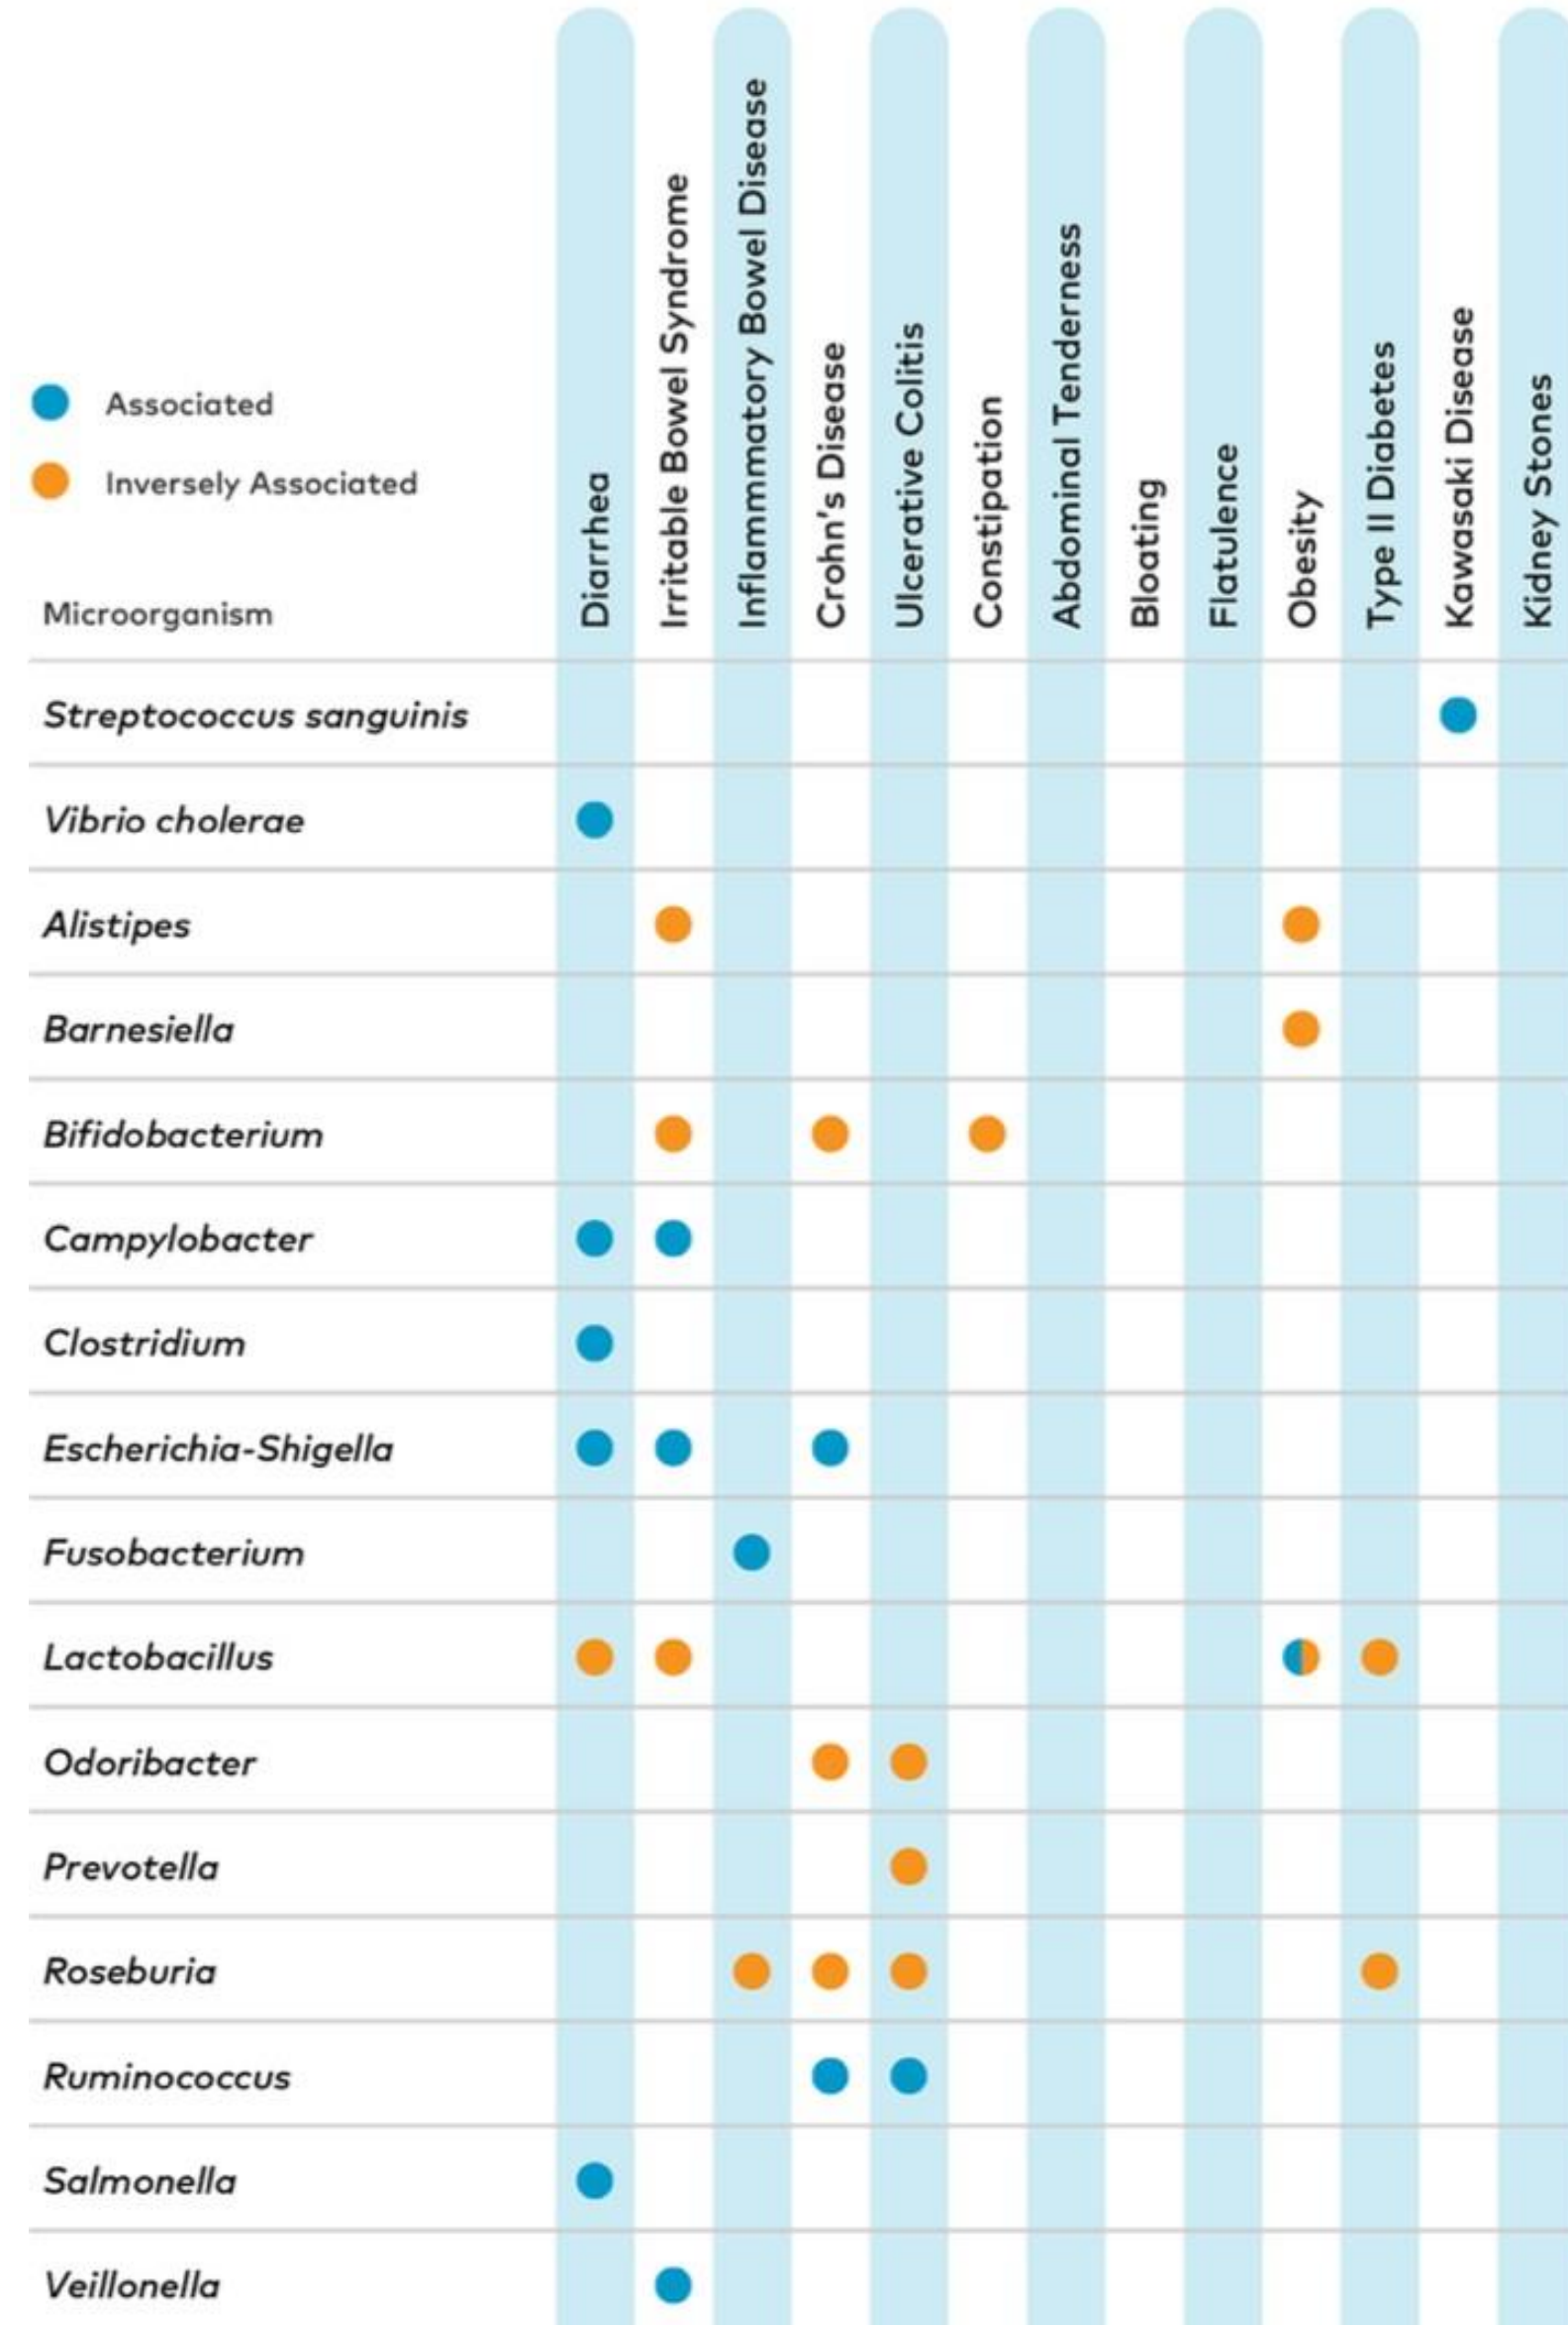 Associated
Inversely Associated
Microorganism
Diarrhea
Irritable Bowel Syndrome
Inflammmatory Bowel Disease
Crohn's Disease
Ulcerative Colitis
Constipation
Abdominal Tenderness
Bloating
Flatulence
Obesity
Type II Diabetes
Kawasaki Disease
Kidney Stones
Streptococcus sanguinis
Vibrio cholerae
Alistipes
Barnesiella
Bifidobacterium
Campylobacter
Clostridium
Escherichia-Shigella
Fusobacterium
Lactobacillus
Odoribacter
Prevotella
Roseburia
Ruminococcus
Salmonella
Veillonella